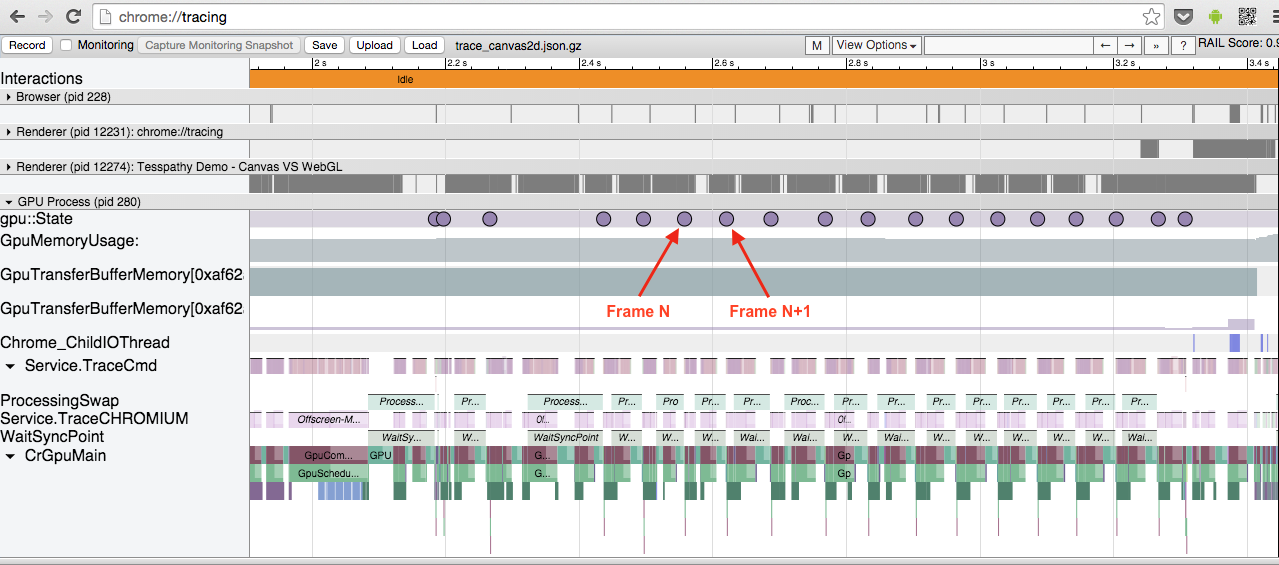 chrome://tracing
Record Monitoring Capture Monitoring Snapshot Save Upload Load trace_canvas2d.json.gz M View Options ← → » ? RAIL Score: 0.9
2 s 2.2 s 2.4 s 2.6 s 2.8 s 3 s 3.2 s 3.4 s
Interactions Idle
Browser (pid 228)
Renderer (pid 12231): chrome://tracing
Renderer (pid 12274): Tesspathy Demo - Canvas VS WebGL
GPU Process (pid 280)
gpu::State
GpuMemoryUsage:
GpuTransferBufferMemory[0xaf62
GpuTransferBufferMemory[0xaf62
Frame N Frame N+1
Chrome_ChildIOThread
Service.TraceCmd
ProcessingSwap Process... Pr... Process... Pr... Pr... Pro Pr... Pr... Proc... Pr... Pr... Pr... Pr... Pr... Pr... Pr... Pr...
Service.TraceCHROMIUM Offscreen-M... Of... Of...
WaitSyncPoint WaitSy... W... WaitSyncPoint W... W... W... W... Wai... Wai... W... Wai... W... W... W... W... W... Wai...
CrGpuMain GpuCom... GPU G... Gp
GpuSchedu... G... Gp